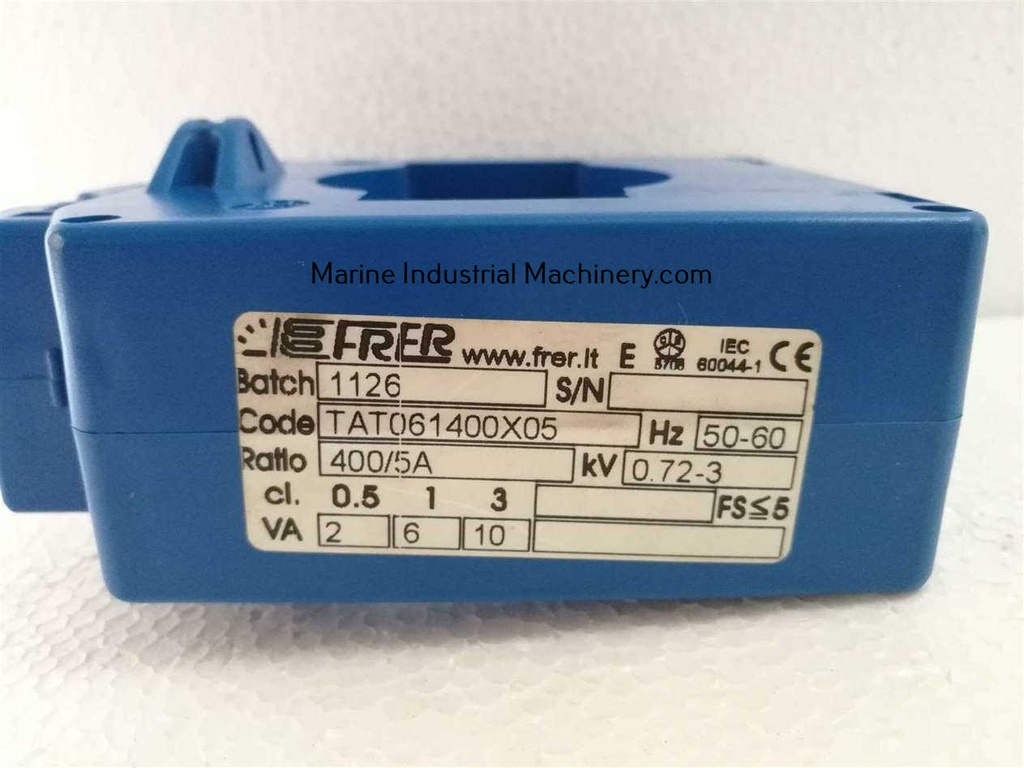 Marine Industrial Machinery.com
FRER www.frer.it E IEC 60044-1 CE
Batch 1126 S/N
Code TAT061400X05 Hz 50-60
Ratio 400/5A kV 0.72-3
cl. 0.5 1 3 FS≤5
VA 2 6 10